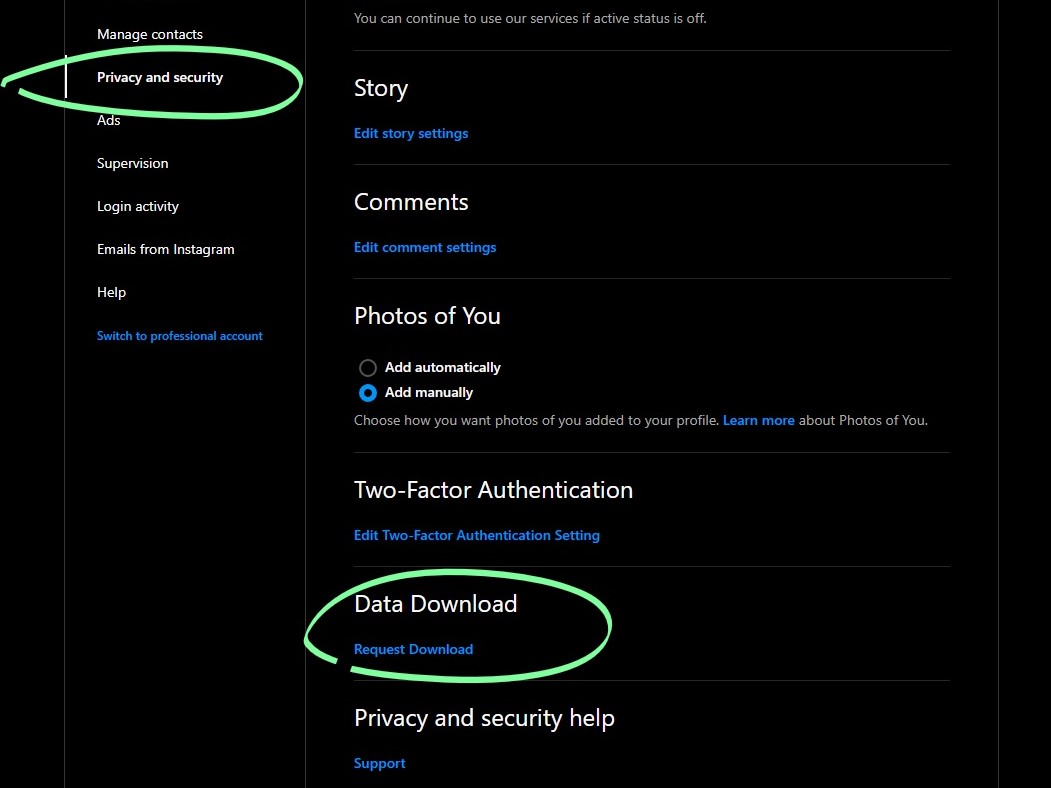 Manage contacts
Privacy and security
Ads
Supervision
Login activity
Emails from Instagram
Help
Switch to professional account
You can continue to use our services if active status is off.
Story
Edit story settings
Comments
Edit comment settings
Photos of You
Add automatically
Add manually
Choose how you want photos of you added to your profile. Learn more about Photos of You.
Two-Factor Authentication
Edit Two-Factor Authentication Setting
Data Download
Request Download
Privacy and security help
Support